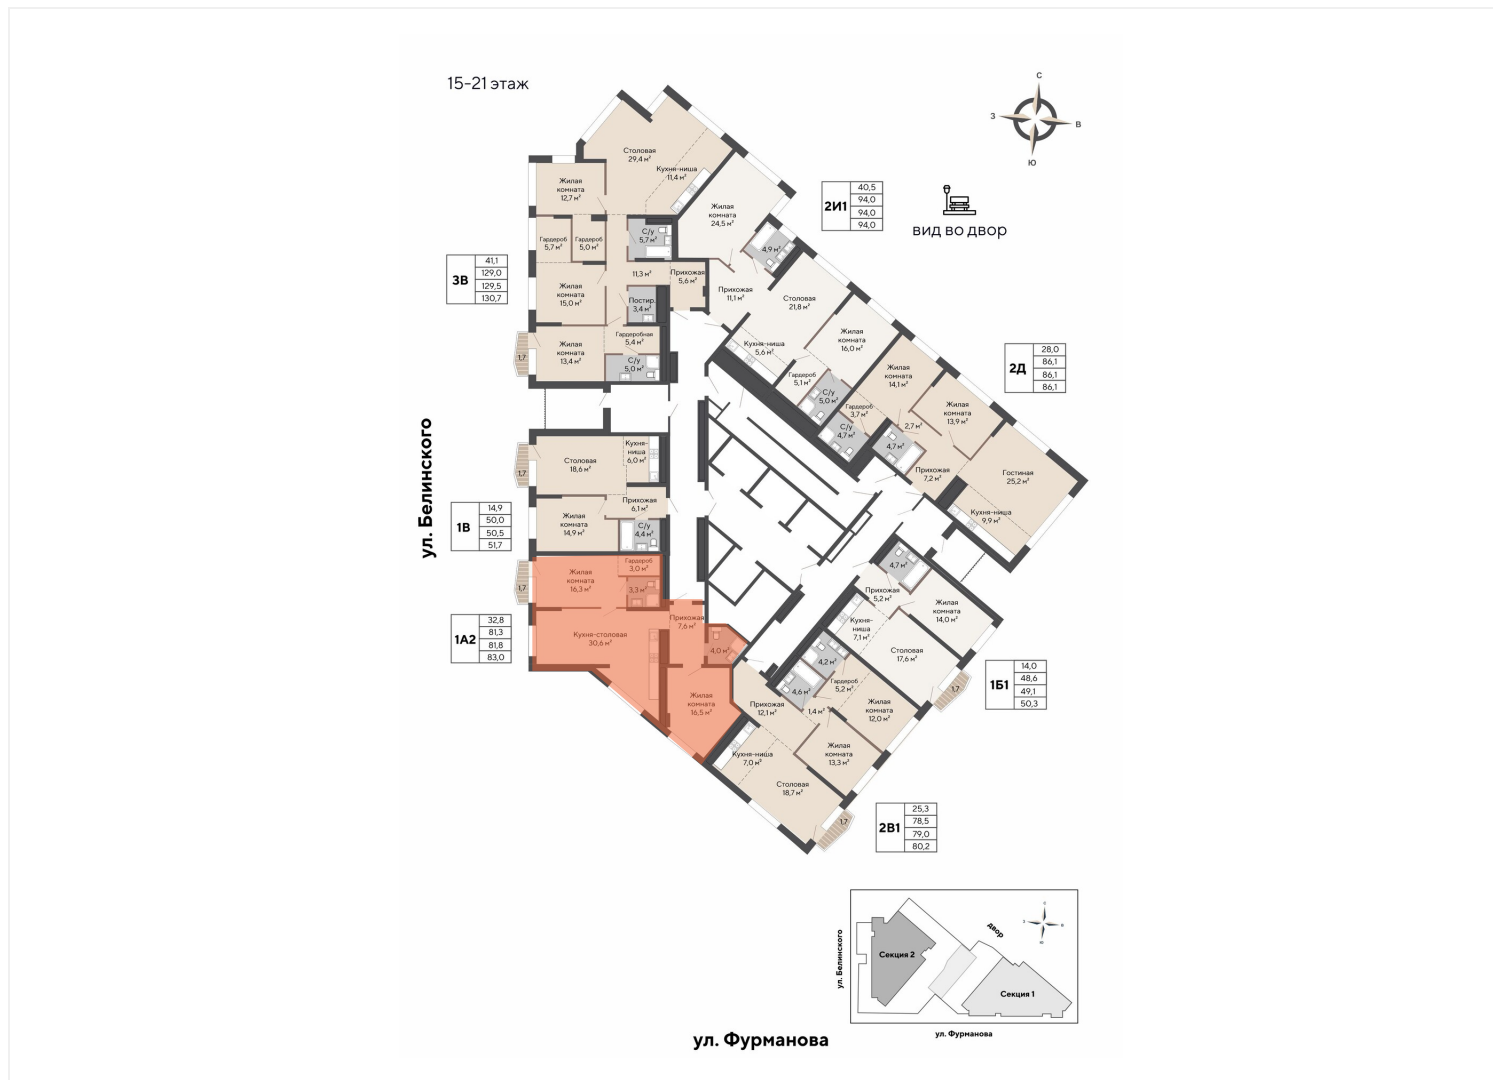 15-21 этаж
С
З
В
Ю
вид во двор
2И1
40,5
94,0
94,0
94,0
3В
41,1
129,0
129,5
130,7
2Д
28,0
86,1
86,1
86,1
1В
14,9
50,0
50,5
51,7
1А2
32,8
81,3
81,8
83,0
1Б1
14,0
48,6
49,1
50,3
2В1
25,3
78,5
79,0
80,2
Столовая
29,4 м²
Кухня-ниша
11,4 м²
Жилая
комната
12,7 м²
Гардероб
5,7 м²
Гардероб
5,0 м²
С/у
5,7 м²
11,3 м²
Прихожая
5,6 м²
Жилая
комната
15,0 м²
Постир.
3,4 м²
Жилая
комната
13,4 м²
Гардеробная
5,4 м²
С/у
5,0 м²
1,7
Жилая
комната
24,5 м²
4,9 м²
Прихожая
11,1 м²
Столовая
21,8 м²
Кухня-ниша
5,6 м²
Жилая
комната
16,0 м²
Гардероб
5,1 м²
С/у
5,0 м²
Жилая
комната
14,1 м²
Гардероб
3,7 м²
С/у
4,7 м²
2,7 м²
Жилая
комната
13,9 м²
4,7 м²
Прихожая
7,2 м²
Гостиная
25,2 м²
Кухня-ниша
9,9 м²
Столовая
18,6 м²
Кухня-
ниша
6,0 м²
1,7
Прихожая
6,1 м²
Жилая
комната
14,9 м²
С/у
4,4 м²
Жилая
комната
16,3 м²
Гардероб
3,0 м²
3,3 м²
1,7
Кухня-столовая
30,6 м²
Прихожая
7,6 м²
4,0 м²
Жилая
комната
16,5 м²
4,7 м²
Прихожая
5,2 м²
Жилая
комната
14,0 м²
Кухня-
ниша
7,1 м²
Столовая
17,6 м²
1,7
4,2 м²
Гардероб
5,2 м²
4,6 м²
1,4 м²
Жилая
комната
12,0 м²
Прихожая
12,1 м²
Жилая
комната
13,3 м²
Кухня-ниша
7,0 м²
Столовая
18,7 м²
1,7
ул. Белинского
ул. Фурманова
ул. Белинского
Секция 2
двор
С
З
В
Ю
Секция 1
ул. Фурманова